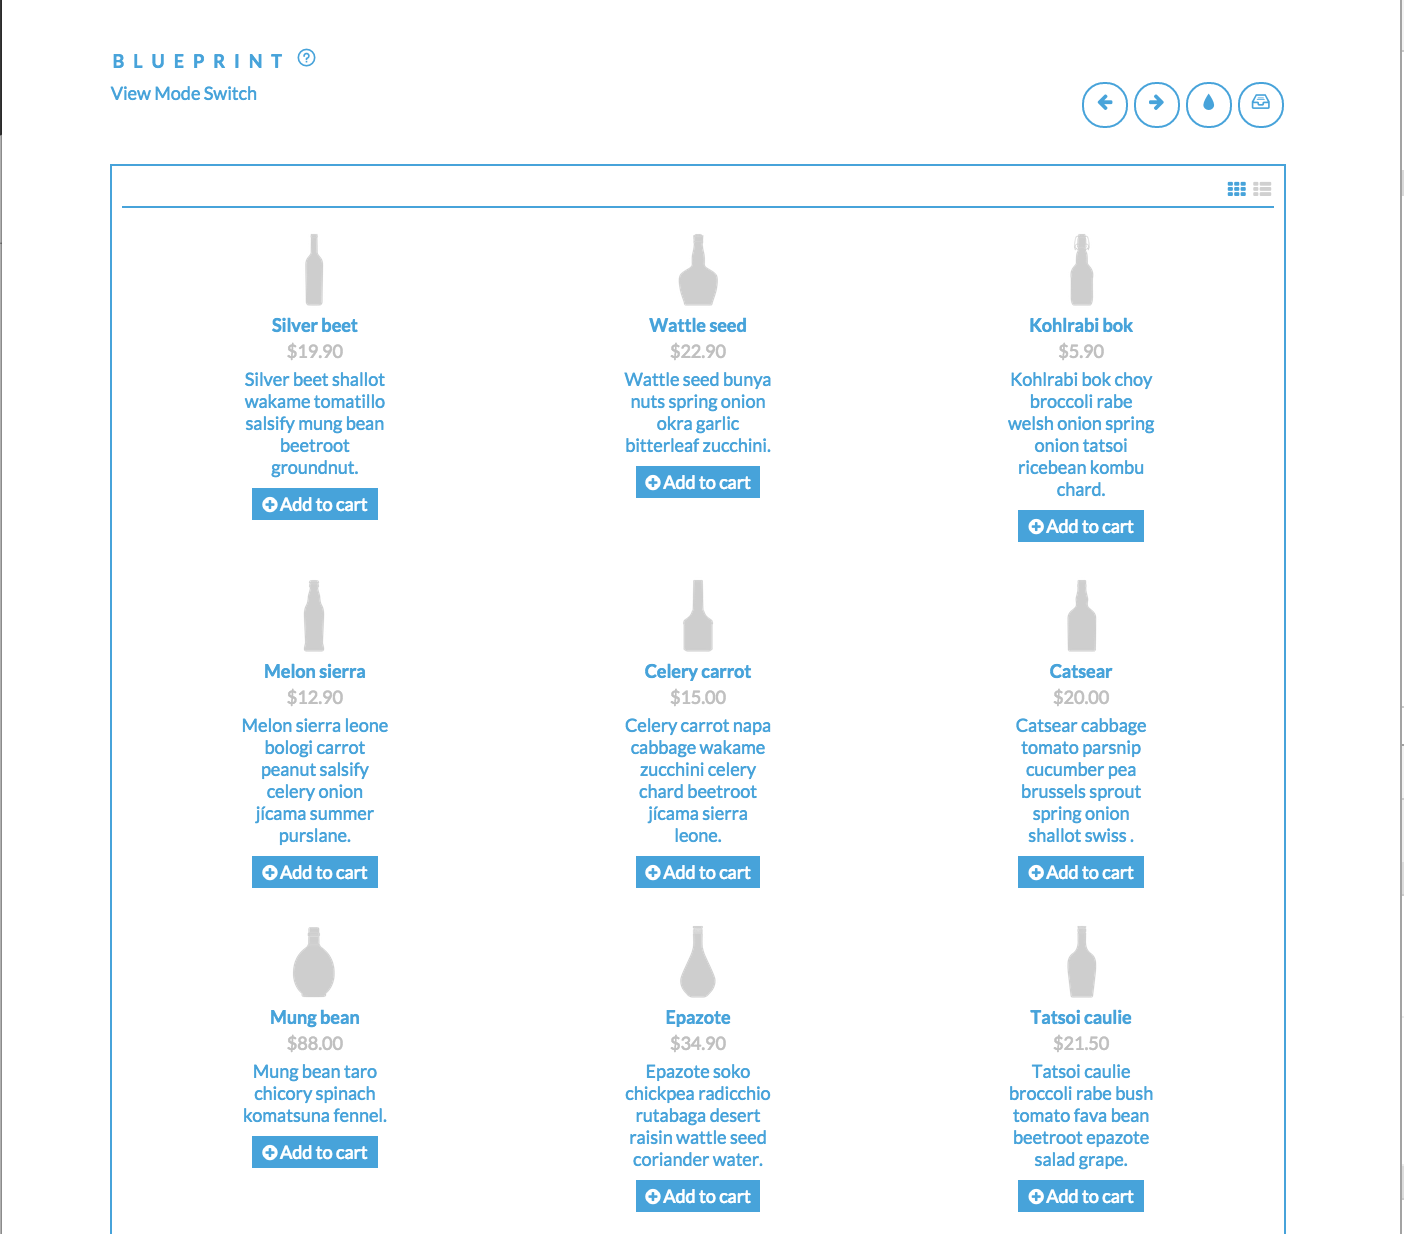 BLUEPRINT
View Mode Switch
Silver beet
$19.90
Silver beet shallot
wakame tomatillo
salsify mung bean
beetroot
groundnut.
Add to cart
Wattle seed
$22.90
Wattle seed bunya
nuts spring onion
okra garlic
bitterleaf zucchini.
Add to cart
Kohlrabi bok
$5.90
Kohlrabi bok choy
broccoli rabe
welsh onion spring
onion tatsoi
ricebean kombu
chard.
Add to cart
Melon sierra
$12.90
Melon sierra leone
bologi carrot
peanut salsify
celery onion
jícama summer
purslane.
Add to cart
Celery carrot
$15.00
Celery carrot napa
cabbage wakame
zucchini celery
chard beetroot
jícama sierra
leone.
Add to cart
Catsear
$20.00
Catsear cabbage
tomato parsnip
cucumber pea
brussels sprout
spring onion
shallot swiss .
Add to cart
Mung bean
$88.00
Mung bean taro
chicory spinach
komatsuna fennel.
Add to cart
Epazote
$34.90
Epazote soko
chickpea radicchio
rutabaga desert
raisin wattle seed
coriander water.
Add to cart
Tatsoi caulie
$21.50
Tatsoi caulie
broccoli rabe bush
tomato fava bean
beetroot epazote
salad grape.
Add to cart